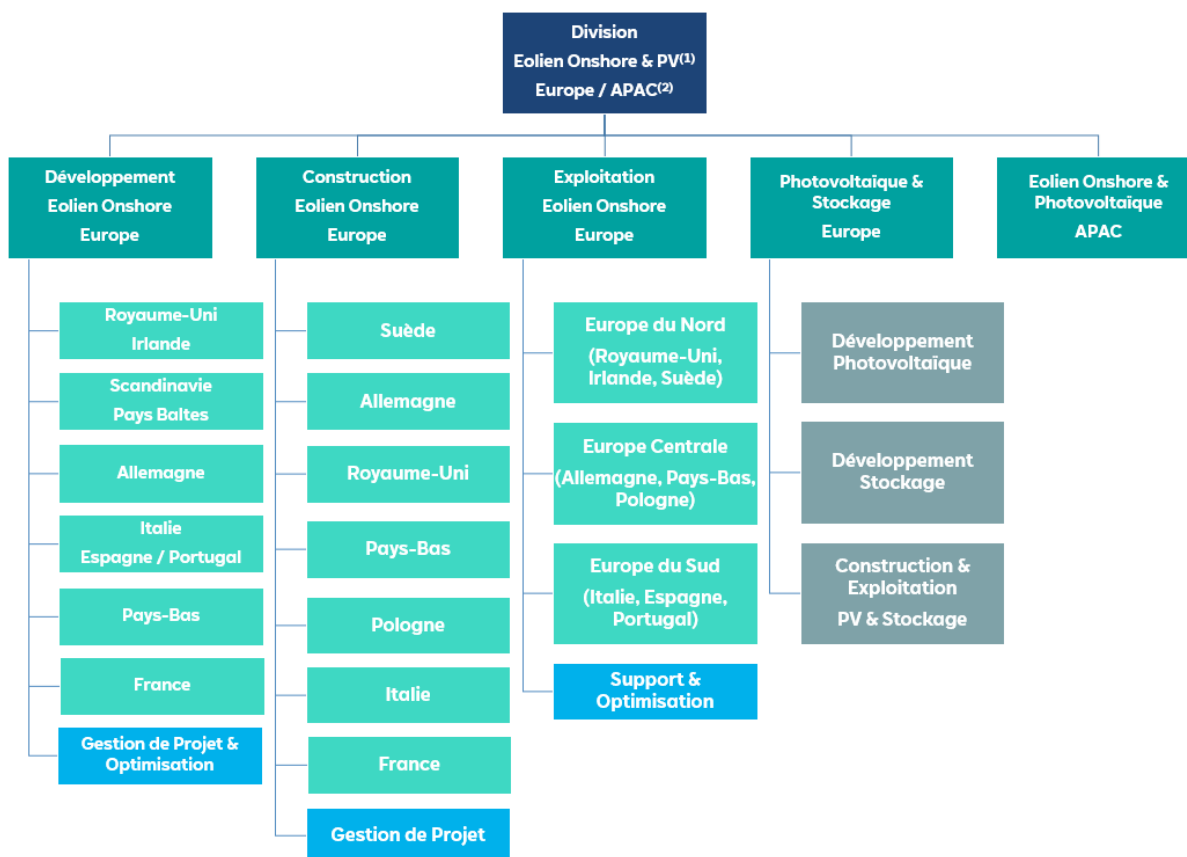 Division
Eolien Onshore & PV(1)
Europe / APAC(2)
Développement
Eolien Onshore
Europe
Construction
Eolien Onshore
Europe
Exploitation
Eolien Onshore
Europe
Photovoltaïque &
Stockage
Europe
Eolien Onshore &
Photovoltaïque
APAC
Royaume-Uni
Irlande
Scandinavie
Pays Baltes
Allemagne
Italie
Espagne / Portugal
Pays-Bas
France
Gestion de Projet &
Optimisation
Suède
Allemagne
Royaume-Uni
Pays-Bas
Pologne
Italie
France
Gestion de Projet
Europe du Nord
(Royaume-Uni,
Irlande, Suède)
Europe Centrale
(Allemagne, Pays-Bas,
Pologne)
Europe du Sud
(Italie, Espagne,
Portugal)
Support &
Optimisation
Développement
Photovoltaïque
Développement
Stockage
Construction &
Exploitation
PV & Stockage